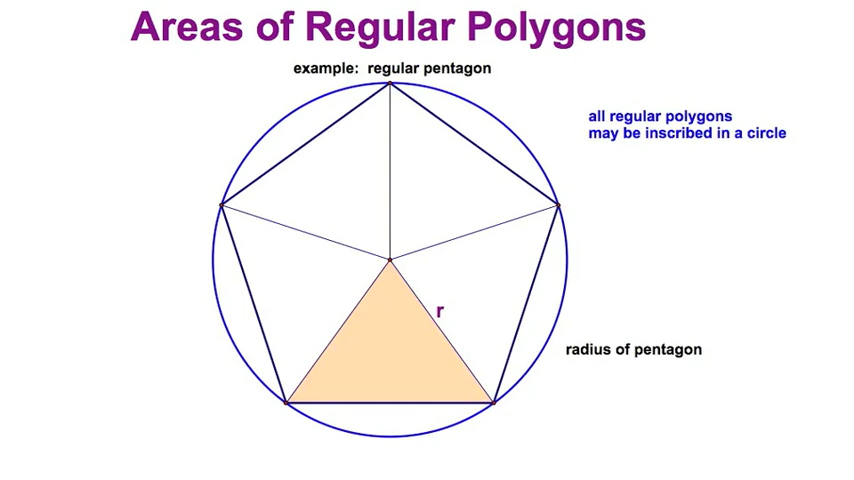 Areas of Regular Polygons
example: regular pentagon
all regular polygons
may be inscribed in a circle
r
radius of pentagon